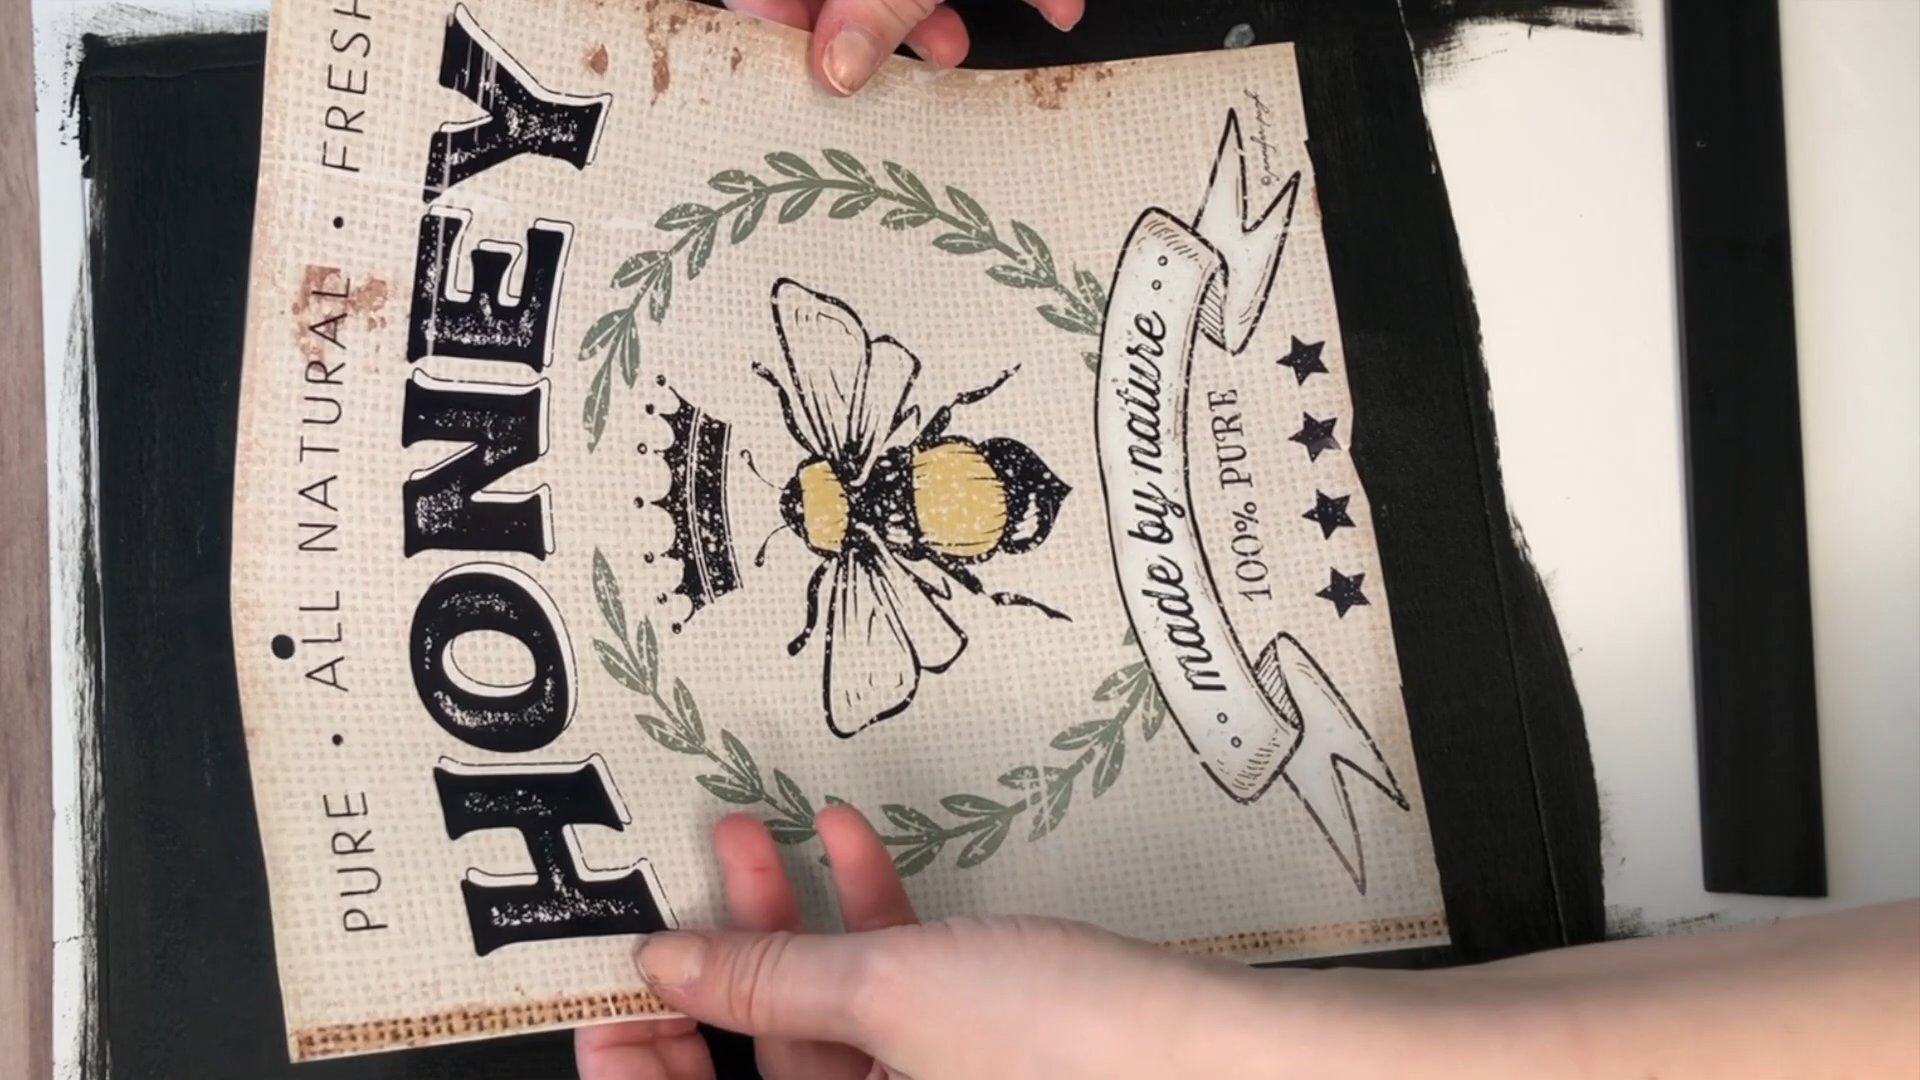 PURE • ALL NATURAL • FRESH
HONEY
made by nature
100% PURE